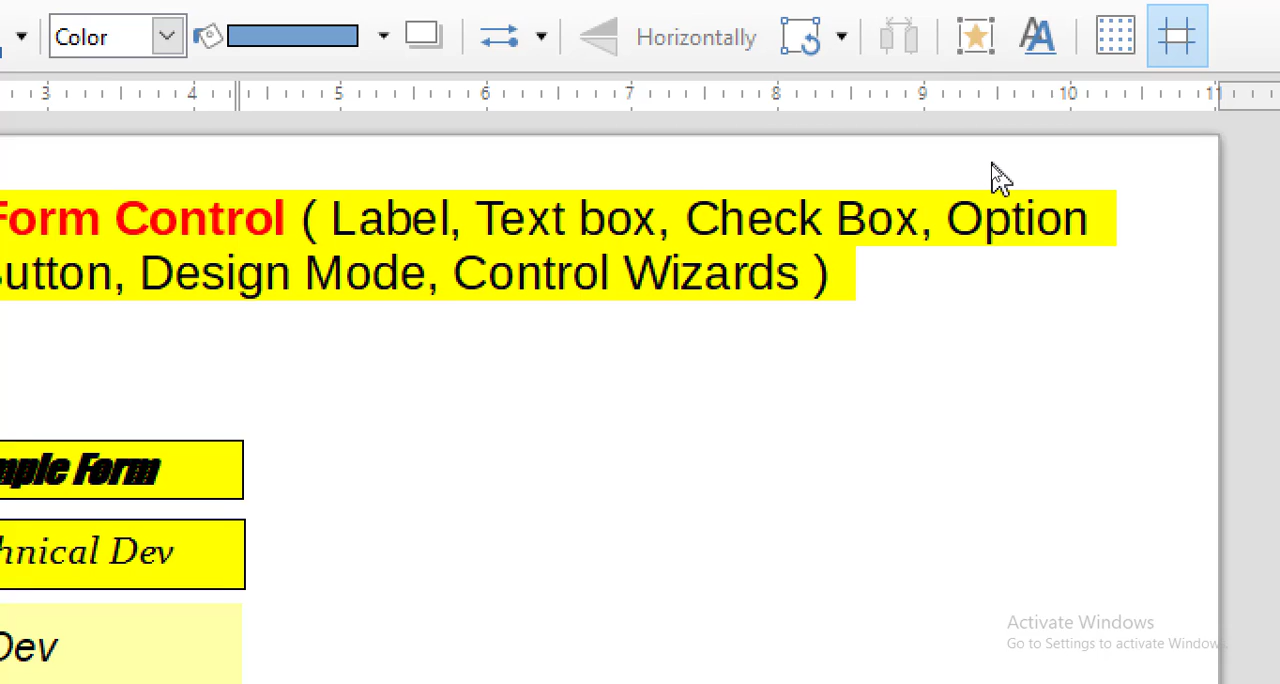 Color
Horizontally
3 4 5 6 7 8 9 10 11
Form Control ( Label, Text box, Check Box, Option
Button, Design Mode, Control Wizards )
mple Form
hnical Dev
Dev
Activate Windows
Go to Settings to activate Windows.